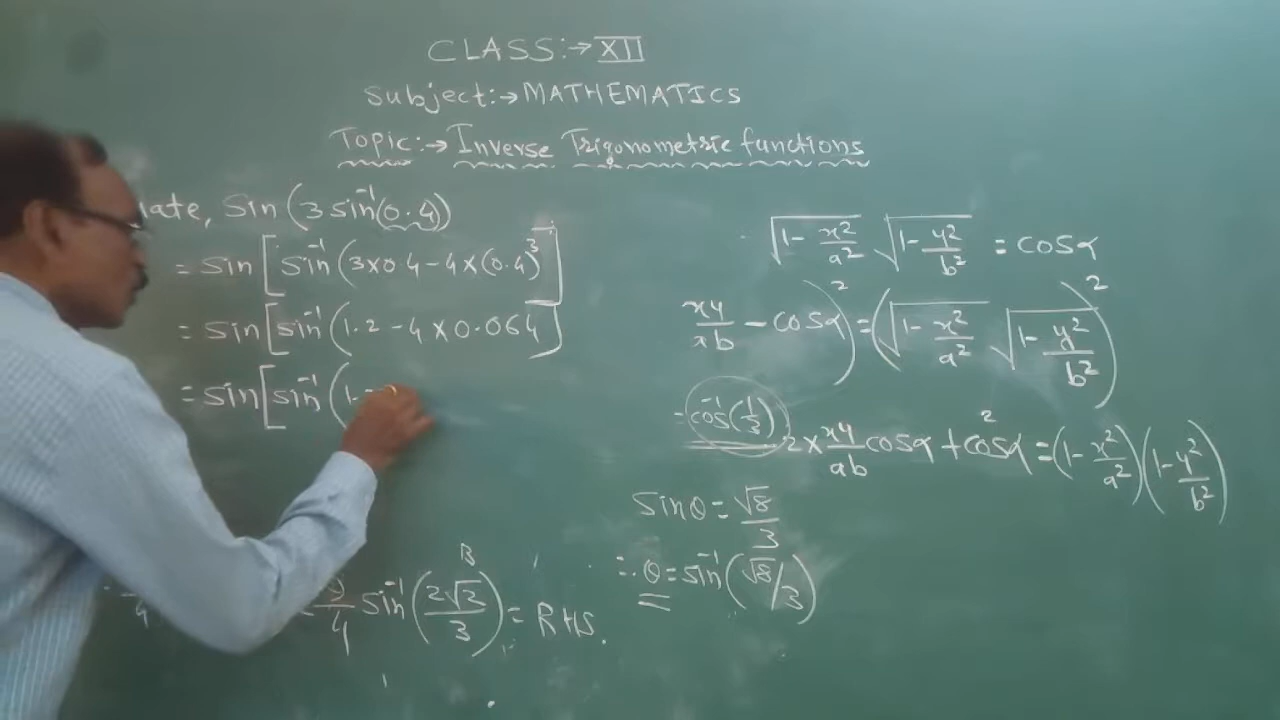 CLASS:→ XII
Subject:→ MATHEMATICS
Topic:→ Inverse Trigonometric functions
Sin (3 sin⁻¹(0.4))
= sin [sin⁻¹ (3×0.4 - 4×(0.4)³)]
= sin [sin⁻¹ (1.2 - 4×0.064]
= sin [sin⁻¹ (1.
/4 sin⁻¹ (2√2/3) = RHS.
√(1 - x²/a²) √(1 - y²/b²) = cosα
xy/xb - cosα)² = (√(1 - x²/a²) √(1 - y²/b²))²
= cos⁻¹(1/3) 2× xy/ab cosα + cos²α = (1 - x²/a²)(1 - y²/b²)
Sinθ = √8/3
∴ θ = sin⁻¹(√8/3)